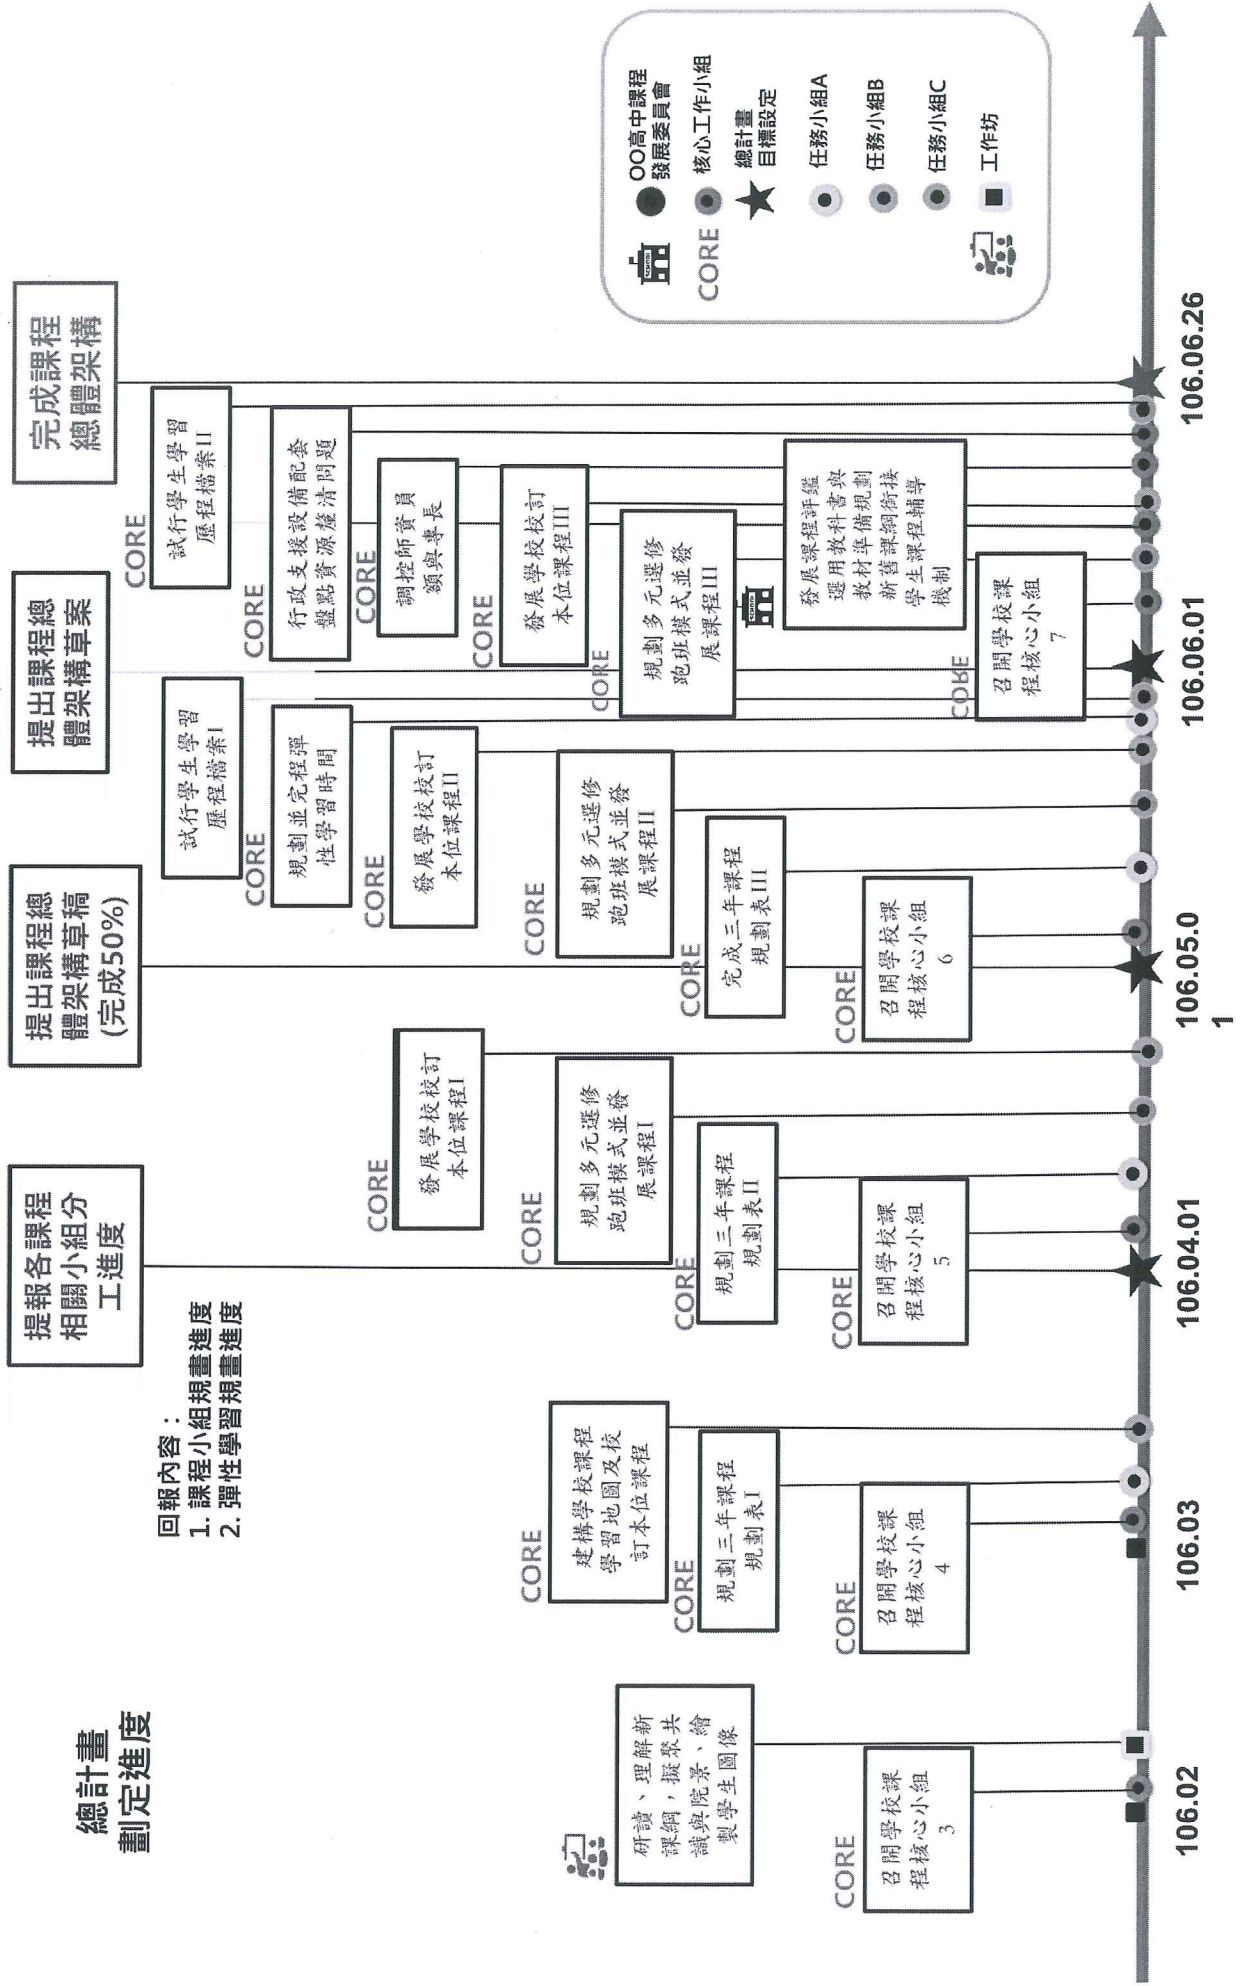 總計畫
劃定進度
回報內容：
1. 課程小組規畫進度
2. 彈性學習規畫進度
提報各課程
相關小組分
工進度
提出課程總
體架構草稿
(完成50%)
提出課程總
體架構草案
完成課程
總體架構
研讀、理解新
課綱，擬聚共
識與院景、繪
製學生圖像
CORE
召開學校課
程核心小組
3
CORE
建構學校課程
學習地圖及校
訂本位課程
CORE
規劃三年課程
規劃表I
CORE
召開學校課
程核心小組
4
CORE
發展學校校訂
本位課程I
CORE
規劃多元選修
跑班模式並發
展課程I
CORE
規劃三年課程
規劃表II
CORE
召開學校課
程核心小組
5
試行學生學習
歷程檔案I
CORE
規劃並完程彈
性學習時間
CORE
發展學校校訂
本位課程II
CORE
規劃多元選修
跑班模式並發
展課程II
CORE
完成三年課程
規劃表III
CORE
召開學校課
程核心小組
6
CORE
試行學生學習
歷程檔案II
CORE
行政支援設備配套
盤點資源釐清問題
CORE
調控師資員
額與專長
CORE
發展學校校訂
本位課程III
CORE
規劃多元選修
跑班模式並發
展課程III
發展課程評鑑
選用教科書與
教材準備規劃
新舊課綱銜接
學生課程輔導
機制
CORE
召開學校課
程核心小組
7
SCHOOL
OO高中課程
發展委員會
CORE
核心工作小組
總計畫
目標設定
任務小組A
任務小組B
任務小組C
工作坊
106.02
106.03
106.04.01
106.05.0
1
106.06.01
106.06.26